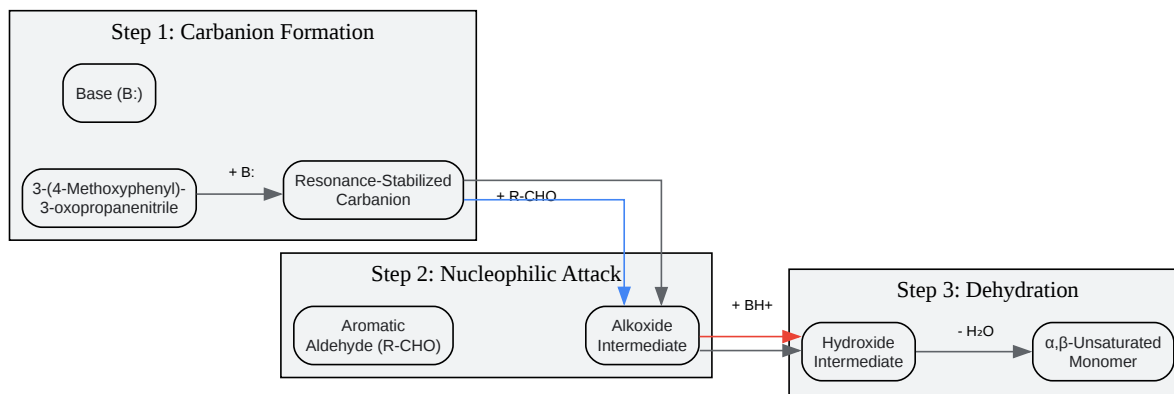 Step 1: Carbanion Formation
Base (B:)
3-(4-Methoxyphenyl)-
3-oxopropanenitrile
+ B:
Resonance-Stabilized
Carbanion
+ R-CHO
Step 2: Nucleophilic Attack
Aromatic
Aldehyde (R-CHO)
Alkoxide
Intermediate
+ BH+
Step 3: Dehydration
Hydroxide
Intermediate
- H₂O
α,β-Unsaturated
Monomer